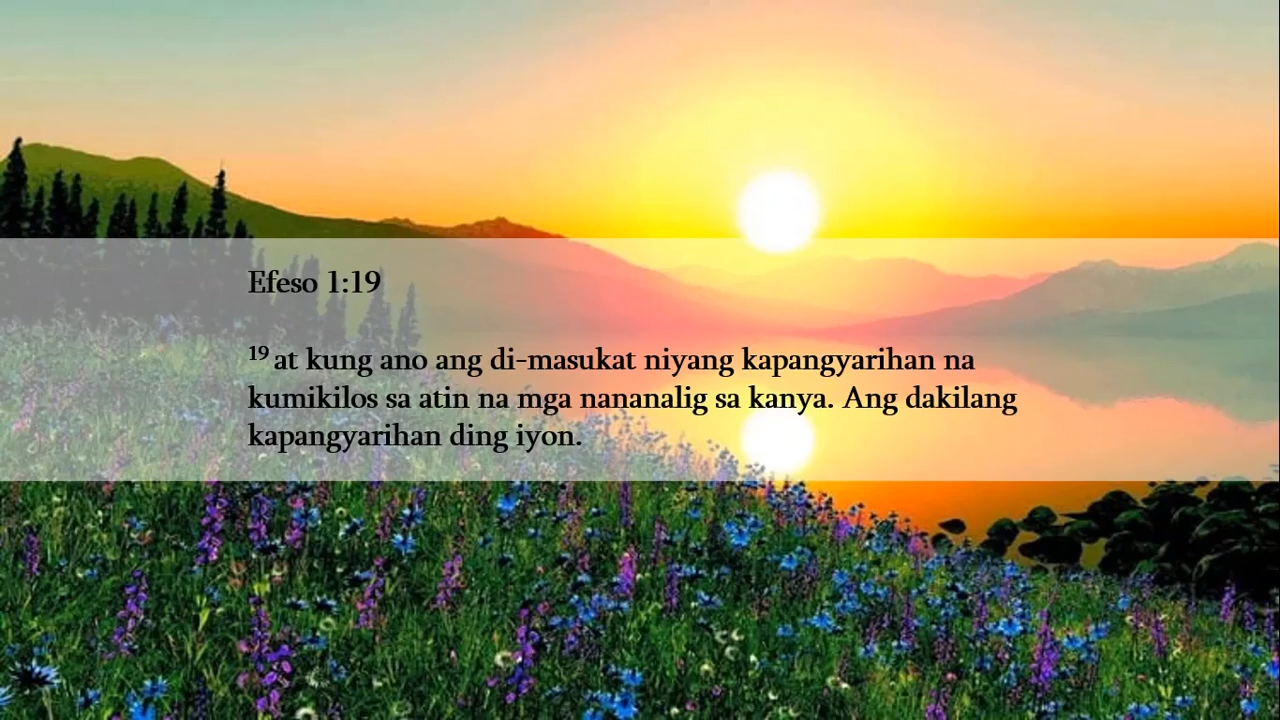 Efeso 1:19
19 at kung ano ang di-masukat niyang kapangyarihan na
kumikilos sa atin na mga nananalig sa kanya. Ang dakilang
kapangyarihan ding iyon.